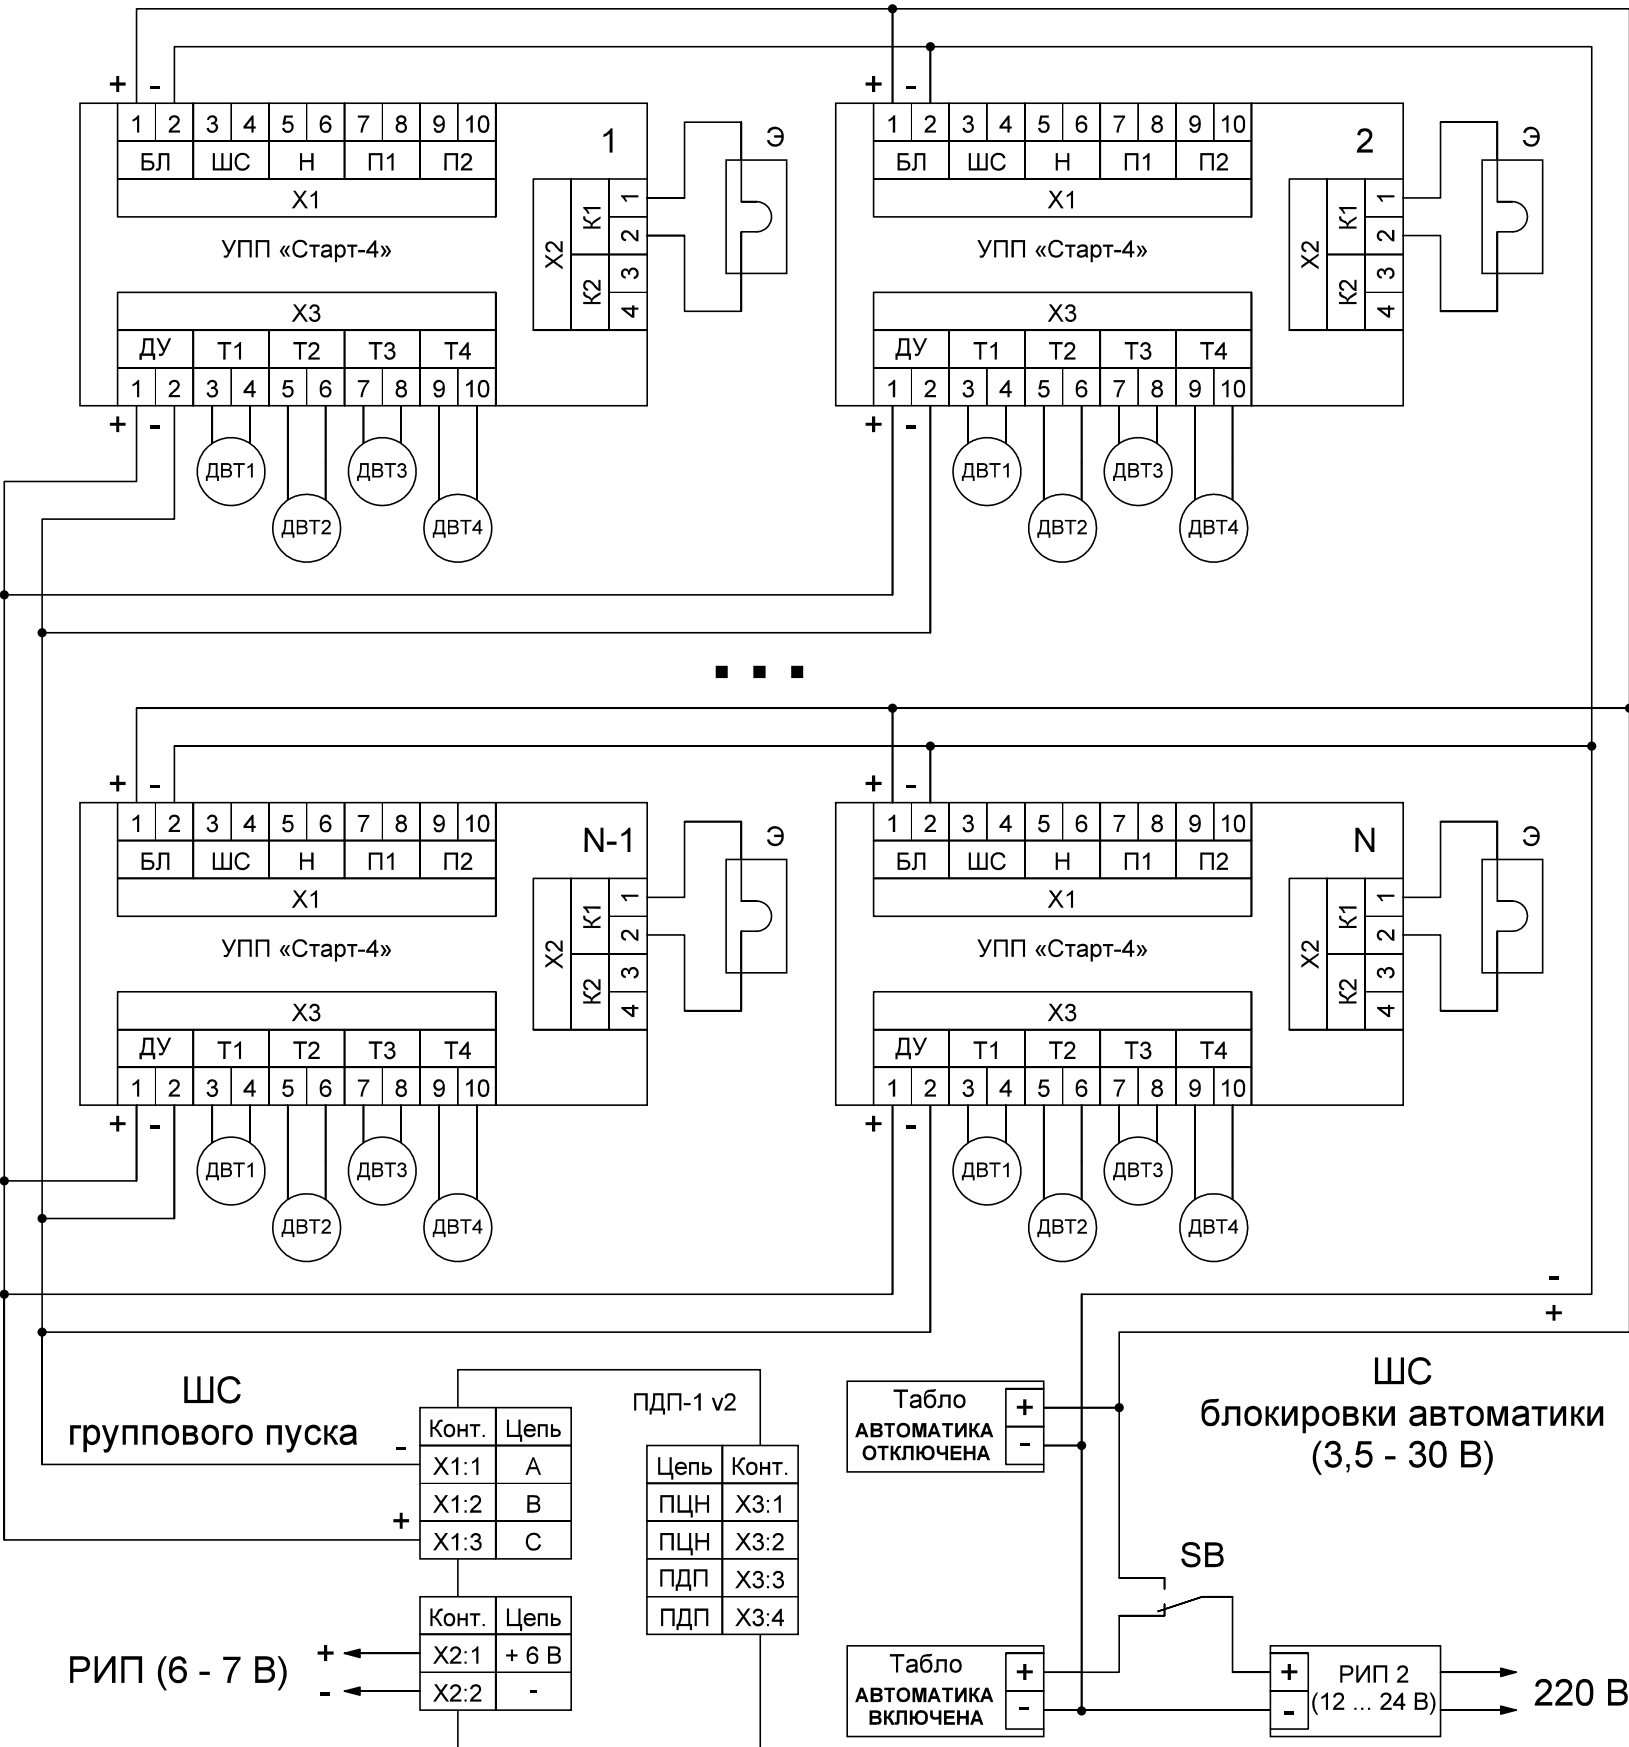 + - + -
1 2 3 4 5 6 7 8 9 10 1 Э
БЛ ШС Н П1 П2
X1
X2 К1 К2 1 2 3 4
УПП «Старт-4»
X3
ДУ Т1 Т2 Т3 Т4
1 2 3 4 5 6 7 8 9 10
+ -
ДВТ1 ДВТ3
ДВТ2 ДВТ4
1 2 3 4 5 6 7 8 9 10 2 Э
БЛ ШС Н П1 П2
X1
X2 К1 К2 1 2 3 4
УПП «Старт-4»
X3
ДУ Т1 Т2 Т3 Т4
1 2 3 4 5 6 7 8 9 10
+ -
ДВТ1 ДВТ3
ДВТ2 ДВТ4
...
+ - + -
1 2 3 4 5 6 7 8 9 10 N-1 Э
БЛ ШС Н П1 П2
X1
X2 К1 К2 1 2 3 4
УПП «Старт-4»
X3
ДУ Т1 Т2 Т3 Т4
1 2 3 4 5 6 7 8 9 10
+ -
ДВТ1 ДВТ3
ДВТ2 ДВТ4
1 2 3 4 5 6 7 8 9 10 N Э
БЛ ШС Н П1 П2
X1
X2 К1 К2 1 2 3 4
УПП «Старт-4»
X3
ДУ Т1 Т2 Т3 Т4
1 2 3 4 5 6 7 8 9 10
+ -
ДВТ1 ДВТ3
ДВТ2 ДВТ4
-
+
ШС
группового пуска
-
+
ПДП-1 v2
Конт. Цепь
X1:1 A
X1:2 B
X1:3 C
Цепь Конт.
ПЦН X3:1
ПЦН X3:2
ПДП X3:3
ПДП X3:4
Конт. Цепь
X2:1 + 6 В
X2:2 -
РИП (6 - 7 В)
+
-
Табло
АВТОМАТИКА
ОТКЛЮЧЕНА
+
-
ШС
блокировки автоматики
(3,5 - 30 В)
SB
Табло
АВТОМАТИКА
ВКЛЮЧЕНА
+
-
+
-
РИП 2
(12 ... 24 В)
220 В